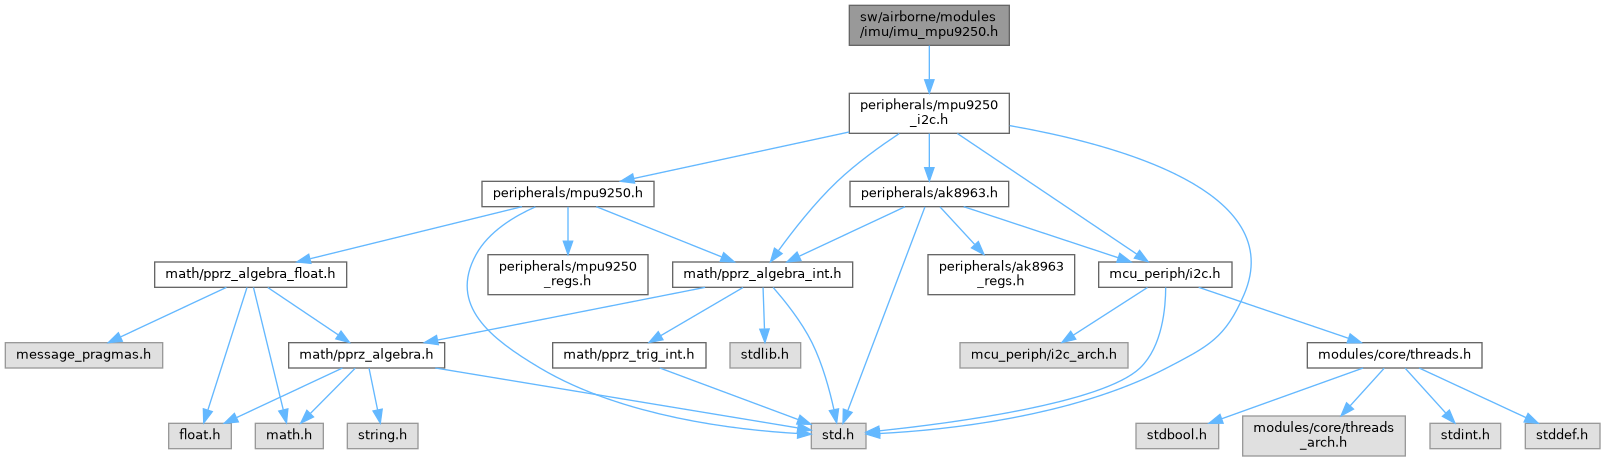 sw/airborne/modules
/imu/imu_mpu9250.h
peripherals/mpu9250
_i2c.h
peripherals/mpu9250.h
peripherals/ak8963.h
math/pprz_algebra_float.h
peripherals/mpu9250
_regs.h
math/pprz_algebra_int.h
peripherals/ak8963
_regs.h
mcu_periph/i2c.h
message_pragmas.h
math/pprz_algebra.h
math/pprz_trig_int.h
stdlib.h
mcu_periph/i2c_arch.h
modules/core/threads.h
float.h
math.h
string.h
std.h
stdbool.h
modules/core/threads
_arch.h
stdint.h
stddef.h